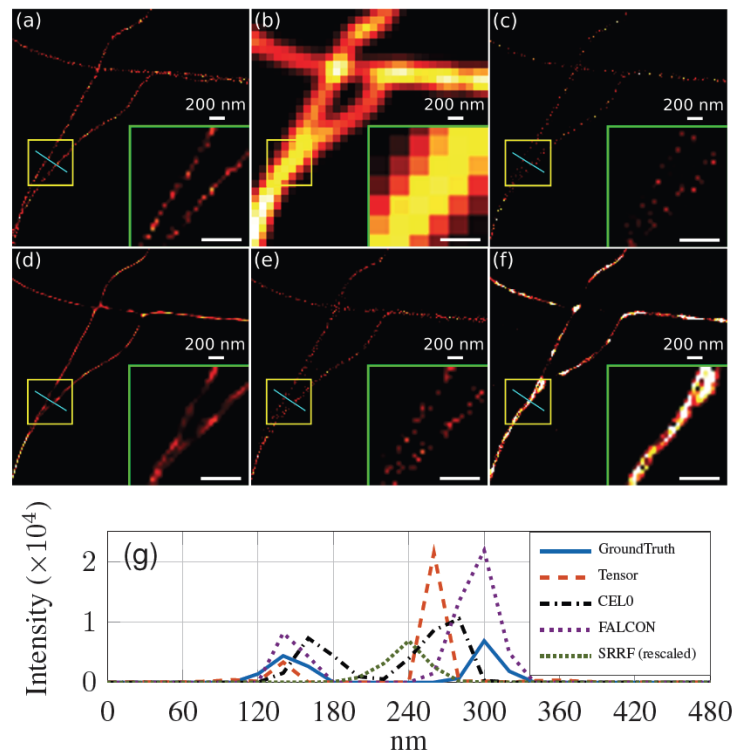 (a) (b) (c)
200 nm 200 nm 200 nm
(d) (e) (f)
200 nm 200 nm 200 nm
Intensity (×10⁴)
(g)
GroundTruth
Tensor
CEL0
FALCON
SRRF (rescaled)
2
1
0
0 60 120 180 240 300 360 420 480
nm